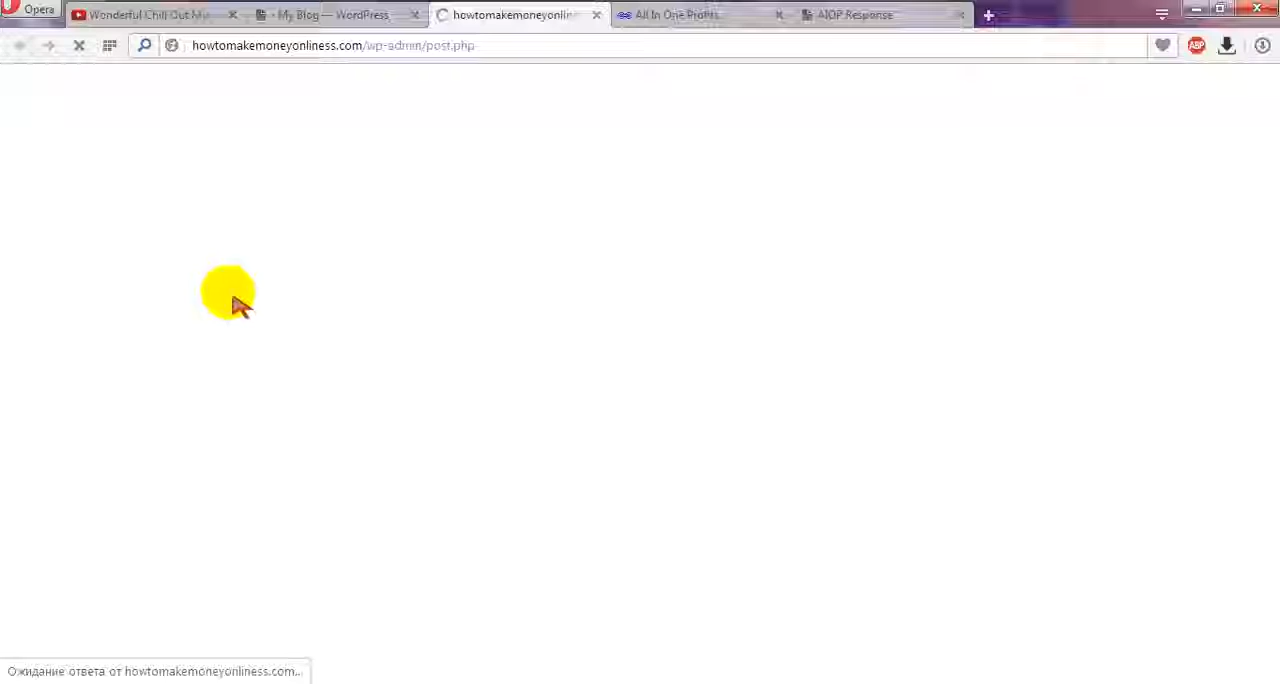 Opera
Wonderful Chill Out Mu
- My Blog — WordPress
howtomakemoneyonlin
All In One Profits
AIOP Response
howtomakemoneyonliness.com/wp-admin/post.php
ABP
Ожидание ответа от howtomakemoneyonliness.com...